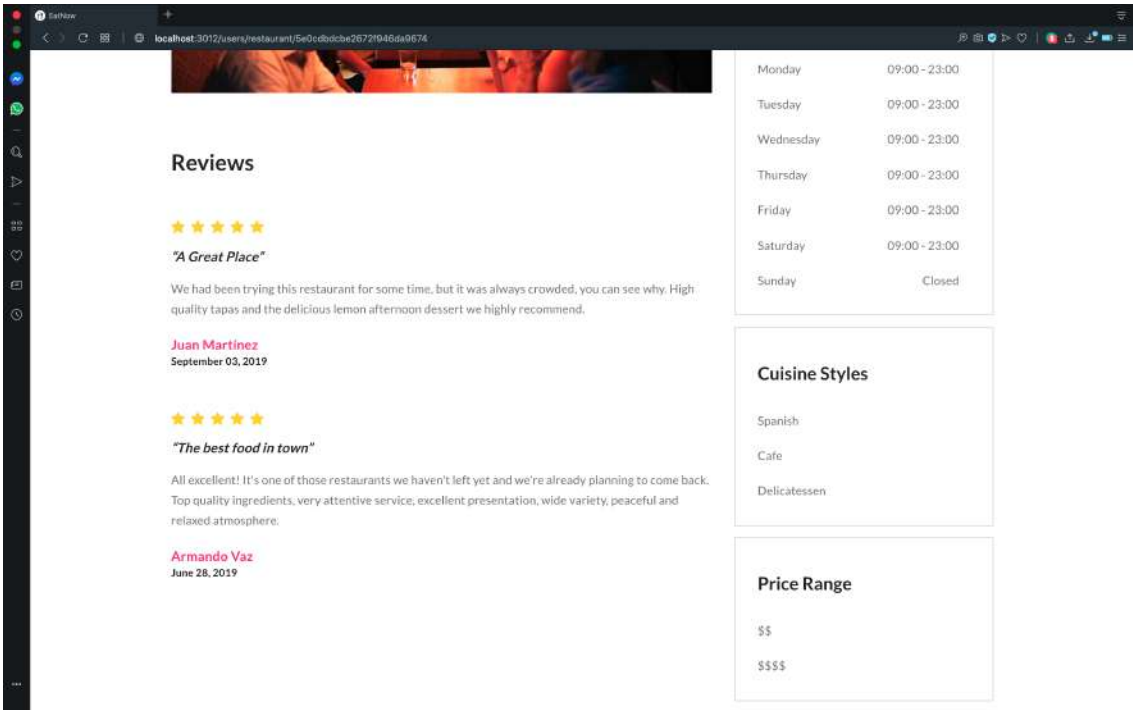 EatNow
localhost:3012/users/restaurant/5e0cdbdcbe2672f946da9674
Reviews
"A Great Place"
We had been trying this restaurant for some time, but it was always crowded, you can see why. High
quality tapas and the delicious lemon afternoon dessert we highly recommend.
Juan Martínez
September 03, 2019
"The best food in town"
All excellent! It's one of those restaurants we haven't left yet and we're already planning to come back.
Top quality ingredients, very attentive service, excellent presentation, wide variety, peaceful and
relaxed atmosphere.
Armando Vaz
June 28, 2019
Monday 09:00 - 23:00
Tuesday 09:00 - 23:00
Wednesday 09:00 - 23:00
Thursday 09:00 - 23:00
Friday 09:00 - 23:00
Saturday 09:00 - 23:00
Sunday Closed
Cuisine Styles
Spanish
Cafe
Delicatessen
Price Range
$$
$$$$